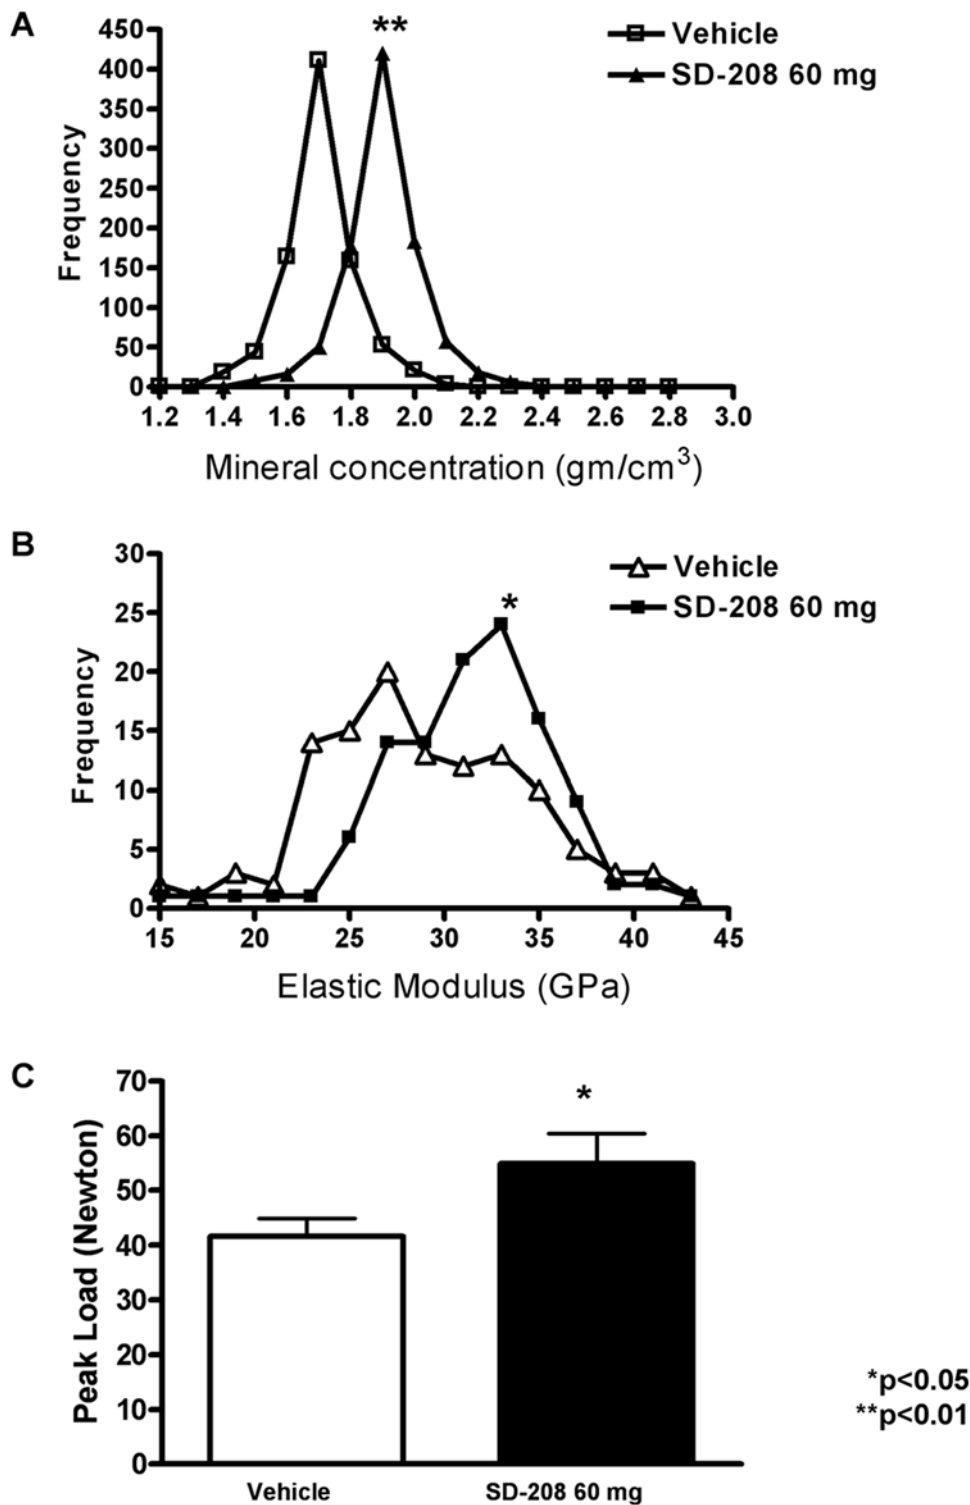 A
**
Vehicle
SD-208 60 mg
450
400
350
300
250
200
150
100
50
0
Frequency
1.2 1.4 1.6 1.8 2.0 2.2 2.4 2.6 2.8 3.0
Mineral concentration (gm/cm³)
B
*
Vehicle
SD-208 60 mg
30
25
20
15
10
5
0
Frequency
15 20 25 30 35 40 45
Elastic Modulus (GPa)
C
*
70
60
50
40
30
20
10
0
Peak Load (Newton)
Vehicle SD-208 60 mg
*p<0.05
**p<0.01